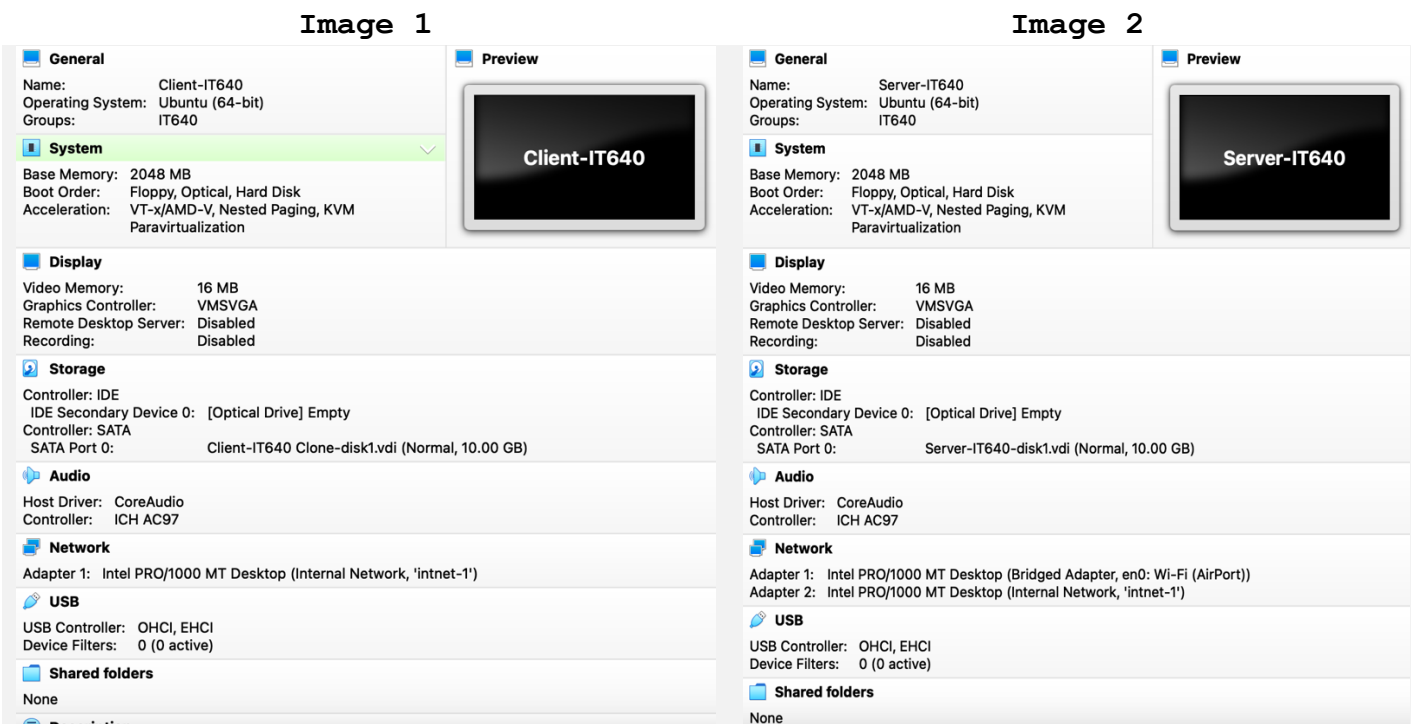 Image 1
General
Name: Client-IT640
Operating System: Ubuntu (64-bit)
Groups: IT640
Preview
Client-IT640
System
Base Memory: 2048 MB
Boot Order: Floppy, Optical, Hard Disk
Acceleration: VT-x/AMD-V, Nested Paging, KVM
Paravirtualization
Display
Video Memory: 16 MB
Graphics Controller: VMSVGA
Remote Desktop Server: Disabled
Recording: Disabled
Storage
Controller: IDE
IDE Secondary Device 0: [Optical Drive] Empty
Controller: SATA
SATA Port 0: Client-IT640 Clone-disk1.vdi (Normal, 10.00 GB)
Audio
Host Driver: CoreAudio
Controller: ICH AC97
Network
Adapter 1: Intel PRO/1000 MT Desktop (Internal Network, 'intnet-1')
USB
USB Controller: OHCI, EHCI
Device Filters: 0 (0 active)
Shared folders
None
Image 2
General
Name: Server-IT640
Operating System: Ubuntu (64-bit)
Groups: IT640
Preview
Server-IT640
System
Base Memory: 2048 MB
Boot Order: Floppy, Optical, Hard Disk
Acceleration: VT-x/AMD-V, Nested Paging, KVM
Paravirtualization
Display
Video Memory: 16 MB
Graphics Controller: VMSVGA
Remote Desktop Server: Disabled
Recording: Disabled
Storage
Controller: IDE
IDE Secondary Device 0: [Optical Drive] Empty
Controller: SATA
SATA Port 0: Server-IT640-disk1.vdi (Normal, 10.00 GB)
Audio
Host Driver: CoreAudio
Controller: ICH AC97
Network
Adapter 1: Intel PRO/1000 MT Desktop (Bridged Adapter, en0: Wi-Fi (AirPort))
Adapter 2: Intel PRO/1000 MT Desktop (Internal Network, 'intnet-1')
USB
USB Controller: OHCI, EHCI
Device Filters: 0 (0 active)
Shared folders
None